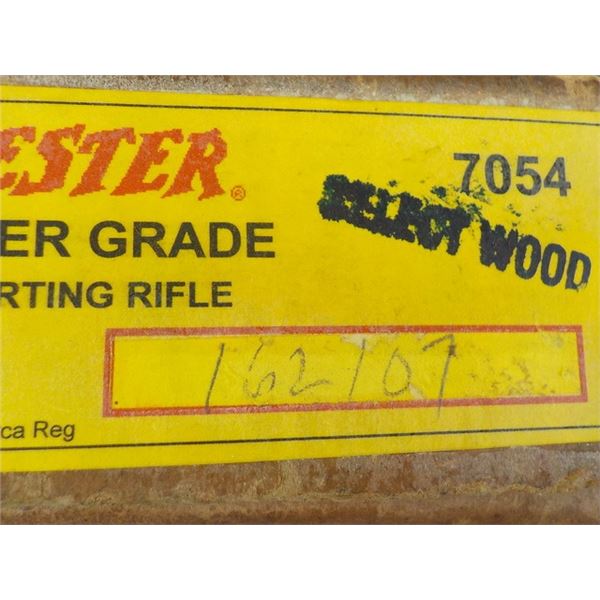 ESTER®
7054
SELECT WOOD
ER GRADE
RTING RIFLE
162107
ca Reg